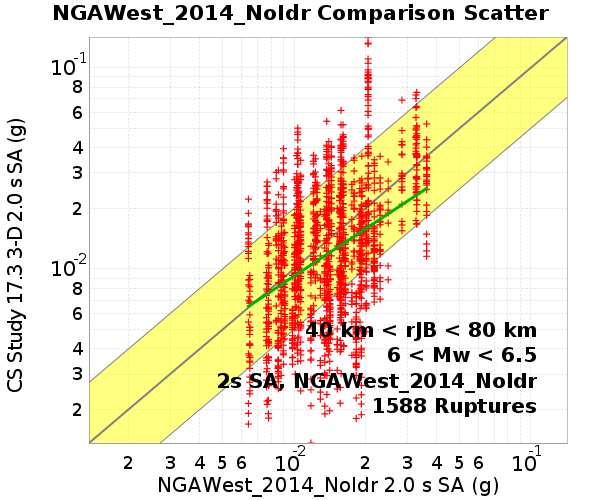 NGAWest_2014_NoIdr Comparison Scatter
CS Study 17.3 3-D 2.0 s SA (g)
10-1
8
6
4
3
2
10-2
8
6
4
3
2
40 km < rJB < 80 km
6 < Mw < 6.5
2s SA, NGAWest_2014_NoIdr
1588 Ruptures
2 3 4 5 6 10-2 2 3 4 5 6 10-1
NGAWest_2014_NoIdr 2.0 s SA (g)